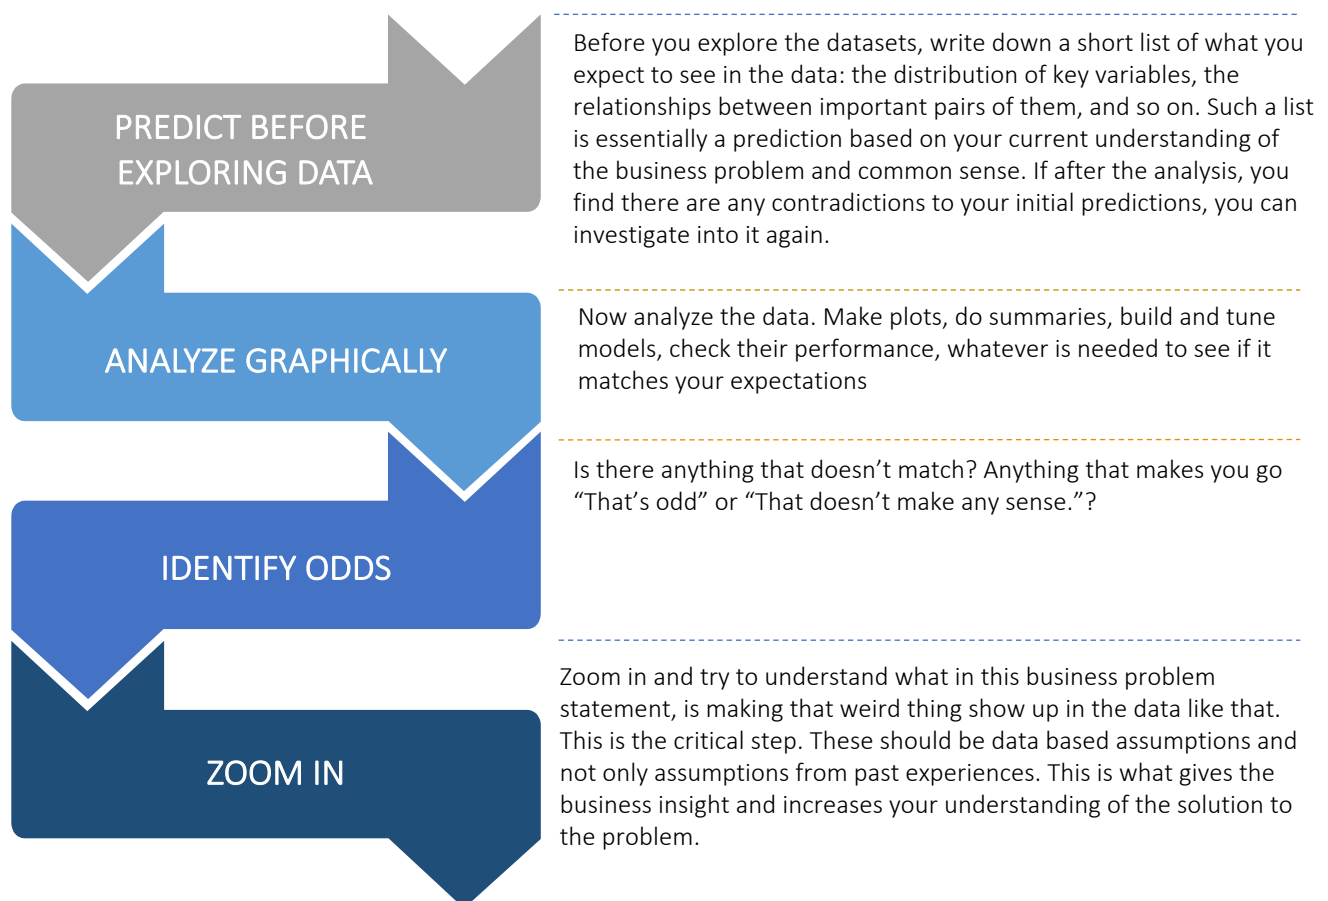 PREDICT BEFORE
EXPLORING DATA
Before you explore the datasets, write down a short list of what you
expect to see in the data: the distribution of key variables, the
relationships between important pairs of them, and so on. Such a list
is essentially a prediction based on your current understanding of
the business problem and common sense. If after the analysis, you
find there are any contradictions to your initial predictions, you can
investigate into it again.
ANALYZE GRAPHICALLY
Now analyze the data. Make plots, do summaries, build and tune
models, check their performance, whatever is needed to see if it
matches your expectations
IDENTIFY ODDS
Is there anything that doesn’t match? Anything that makes you go
“That’s odd” or “That doesn’t make any sense.”?
ZOOM IN
Zoom in and try to understand what in this business problem
statement, is making that weird thing show up in the data like that.
This is the critical step. These should be data based assumptions and
not only assumptions from past experiences. This is what gives the
business insight and increases your understanding of the solution to
the problem.